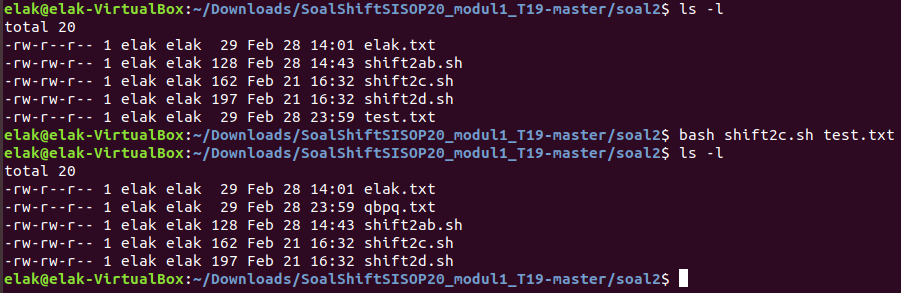 elak@elak-VirtualBox:~/Downloads/SoalShiftSISOP20_modul1_T19-master/soal2$ ls -l
total 20
-rw-r--r-- 1 elak elak  29 Feb 28 14:01 elak.txt
-rw-rw-r-- 1 elak elak 128 Feb 28 14:43 shift2ab.sh
-rw-rw-r-- 1 elak elak 162 Feb 21 16:32 shift2c.sh
-rw-rw-r-- 1 elak elak 197 Feb 21 16:32 shift2d.sh
-rw-r--r-- 1 elak elak  29 Feb 28 23:59 test.txt
elak@elak-VirtualBox:~/Downloads/SoalShiftSISOP20_modul1_T19-master/soal2$ bash shift2c.sh test.txt
elak@elak-VirtualBox:~/Downloads/SoalShiftSISOP20_modul1_T19-master/soal2$ ls -l
total 20
-rw-r--r-- 1 elak elak  29 Feb 28 14:01 elak.txt
-rw-r--r-- 1 elak elak  29 Feb 28 23:59 qbpq.txt
-rw-rw-r-- 1 elak elak 128 Feb 28 14:43 shift2ab.sh
-rw-rw-r-- 1 elak elak 162 Feb 21 16:32 shift2c.sh
-rw-rw-r-- 1 elak elak 197 Feb 21 16:32 shift2d.sh
elak@elak-VirtualBox:~/Downloads/SoalShiftSISOP20_modul1_T19-master/soal2$